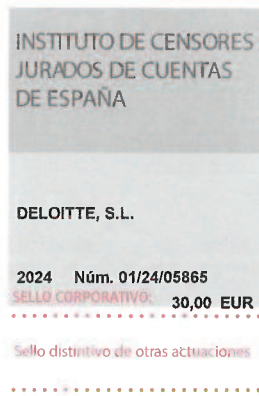 INSTITUTO DE CENSORES
JURADOS DE CUENTAS
DE ESPAÑA
DELOITTE, S.L.
2024 Núm. 01/24/05865
SELLO CORPORATIVO: 30,00 EUR
Sello distintivo de otras actuaciones